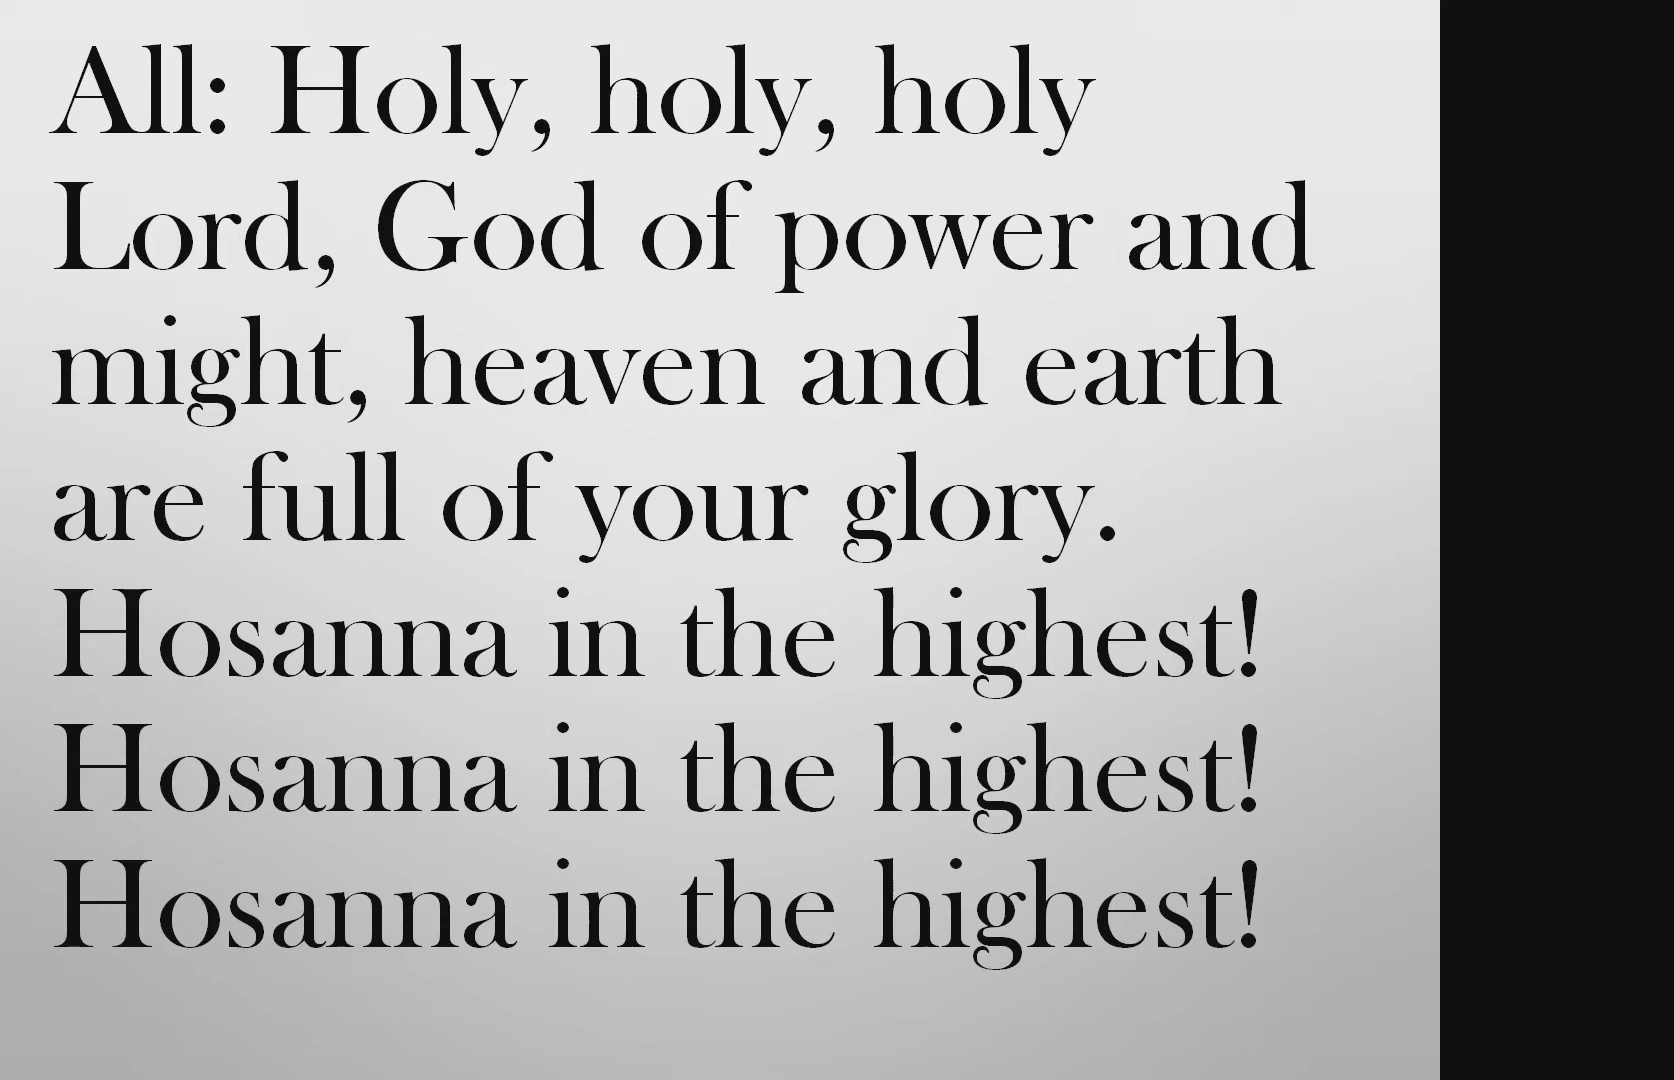 All: Holy, holy, holy
Lord, God of power and
might, heaven and earth
are full of your glory.
Hosanna in the highest!
Hosanna in the highest!
Hosanna in the highest!